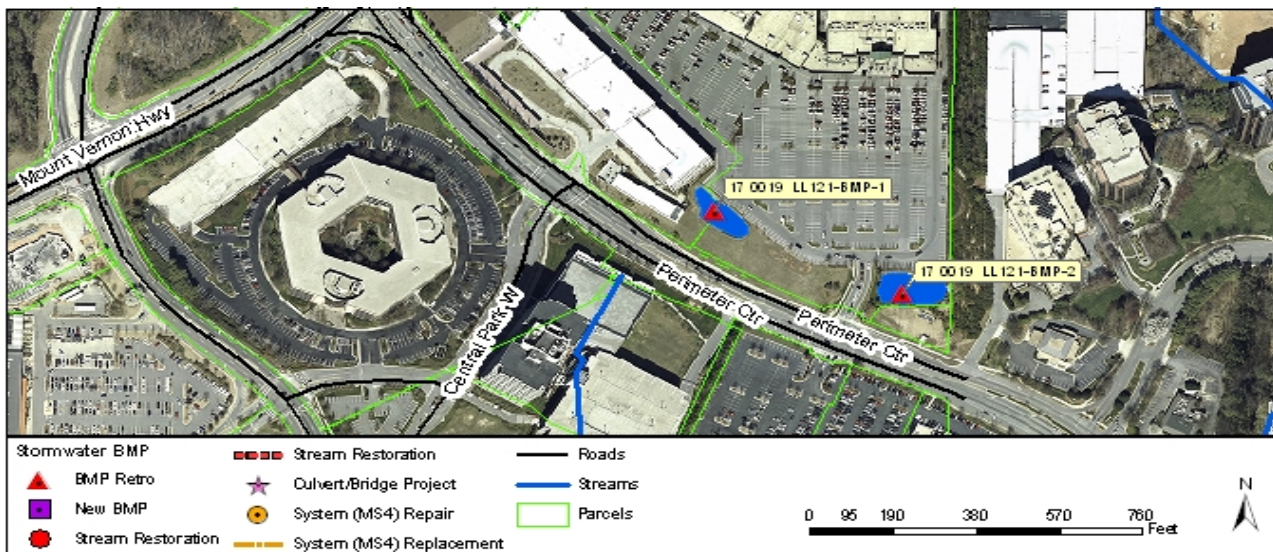 Mount Vernon Hwy
17 0019 LL121-BMP-1
17 0019 LL121-BMP-2
Perimeter Ctr
Perimeter Ctr
Central Park W
Stormwater BMP
BMP Retro
New BMP
Stream Restoration
Stream Restoration
Culvert/Bridge Project
System (MS4) Repair
System (MS4) Replacement
Roads
Streams
Parcels
0 95 190 380 570 760
Feet
N